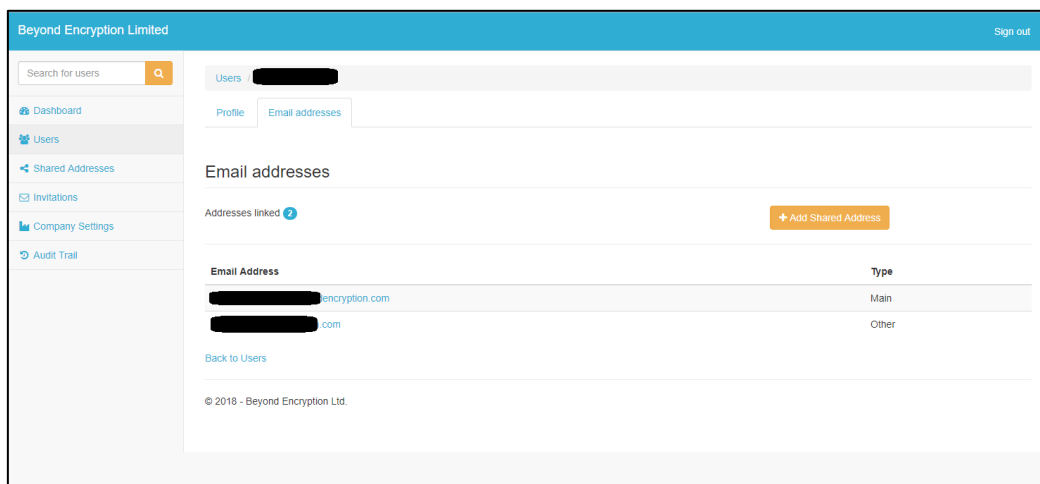 Beyond Encryption Limited
Sign out
Search for users
Dashboard
Users
Shared Addresses
Invitations
Company Settings
Audit Trail
Users /
Profile Email addresses
Email addresses
Addresses linked 2
+ Add Shared Address
Email Address Type
encryption.com Main
.com Other
Back to Users
© 2018 - Beyond Encryption Ltd.